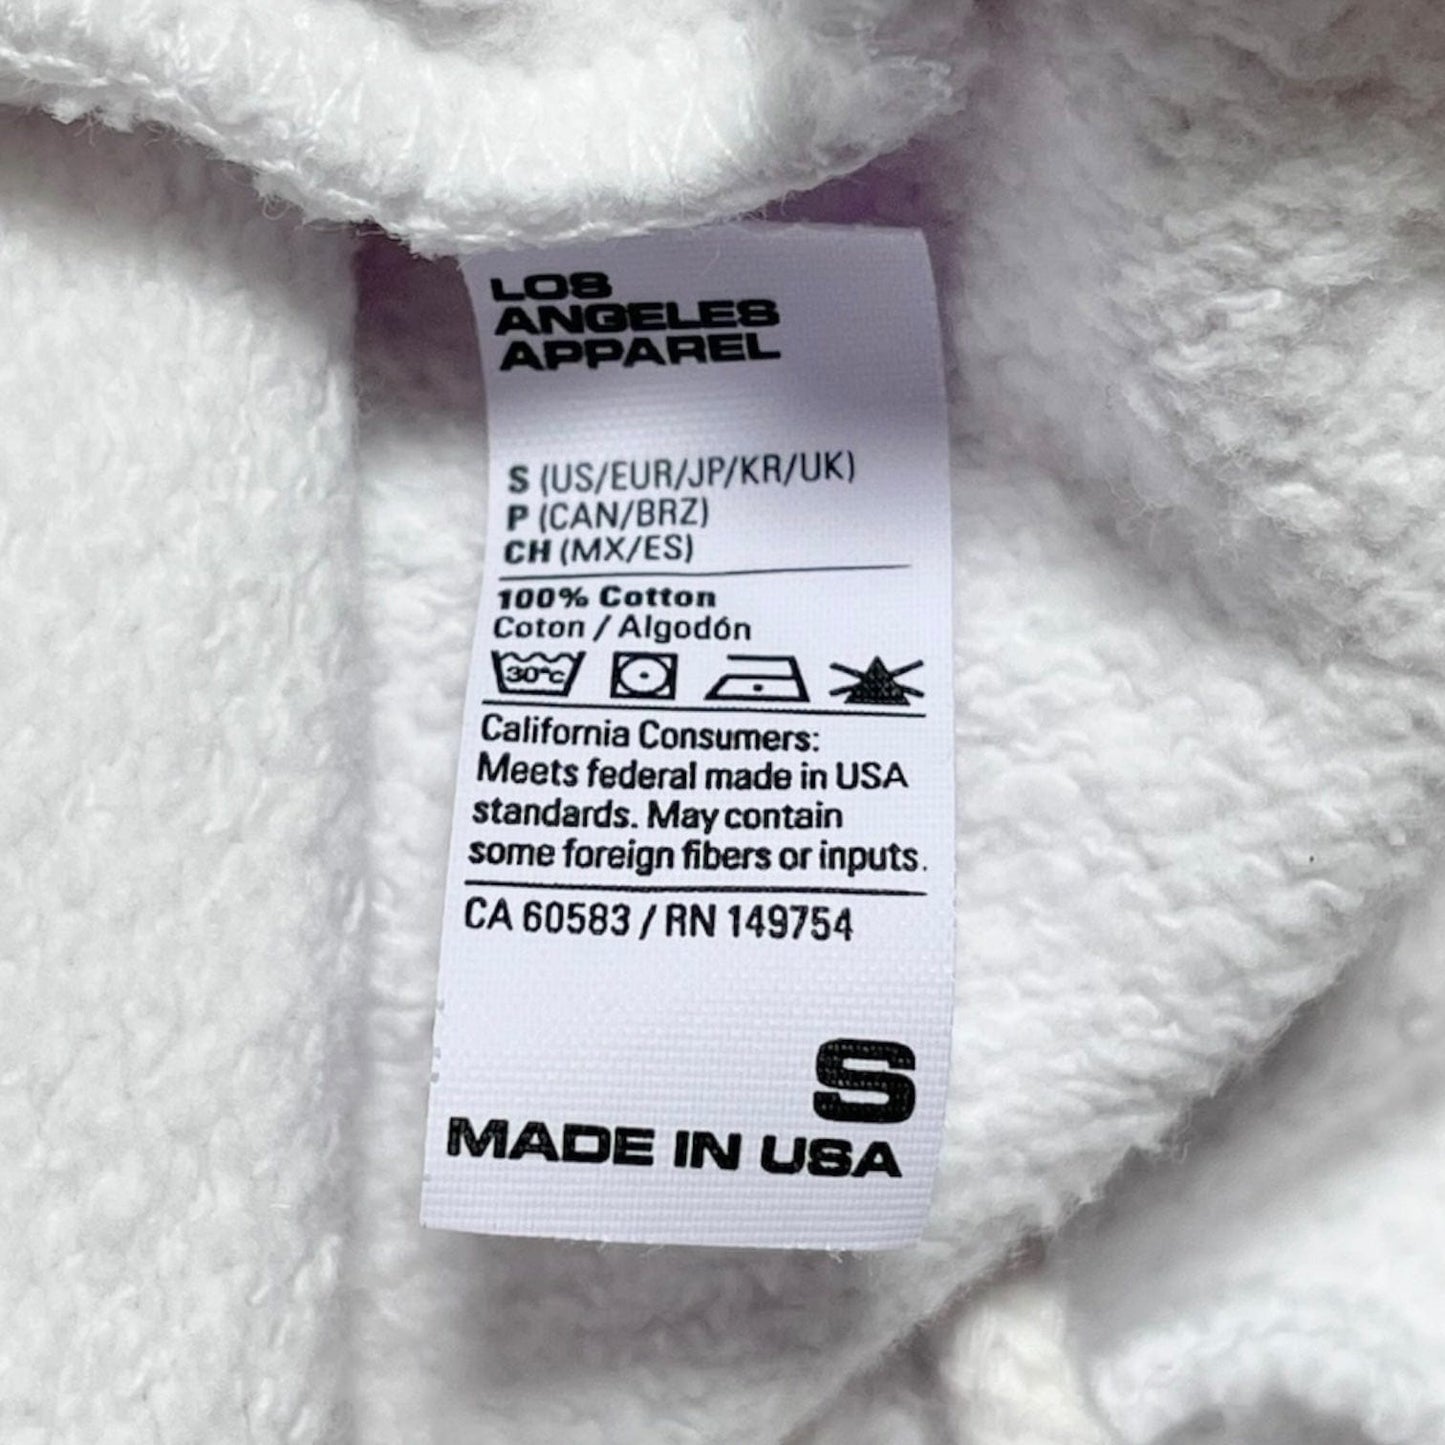 LOS
ANGELES
APPAREL
S (US/EUR/JP/KR/UK)
P (CAN/BRZ)
CH (MX/ES)
100% Cotton
Coton / Algodón
30°C
California Consumers:
Meets federal made in USA
standards. May contain
some foreign fibers or inputs.
CA 60583 / RN 149754
S
MADE IN USA